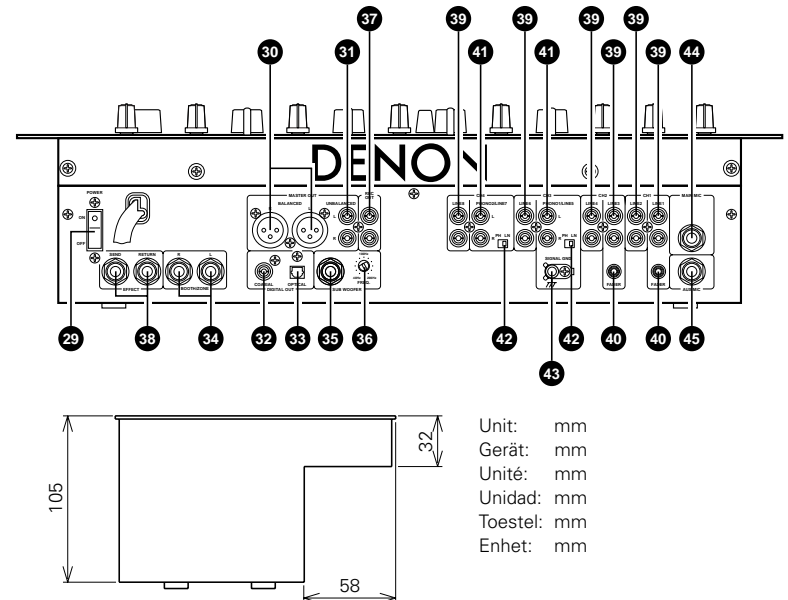 37
30 31 39 41 39 41 39 39 39 39 44
DENON
POWER
ON
OFF
MASTER OUT
BALANCED UNBALANCED
REC OUT
R L
L
R
CH4 CH3 CH2 CH1
LINE8 PHONO2/LINE7 LINE6 PHONO1/LINE5 LINE4 LINE3 LINE2 LINE1
MAIN MIC
L L
R PH LN R PH LN
SEND RETURN R L
EFFECT BOOTH/ZONE
COAXIAL OPTICAL
DIGITAL OUT
SUB WOOFER
FREQ.
SIGNAL GND
FADER FADER
AUX MIC
29 38 34 32 33 35 36 42 43 42 40 40 45
105
32
58
Unit: mm
Gerät: mm
Unité: mm
Unidad: mm
Toestel: mm
Enhet: mm